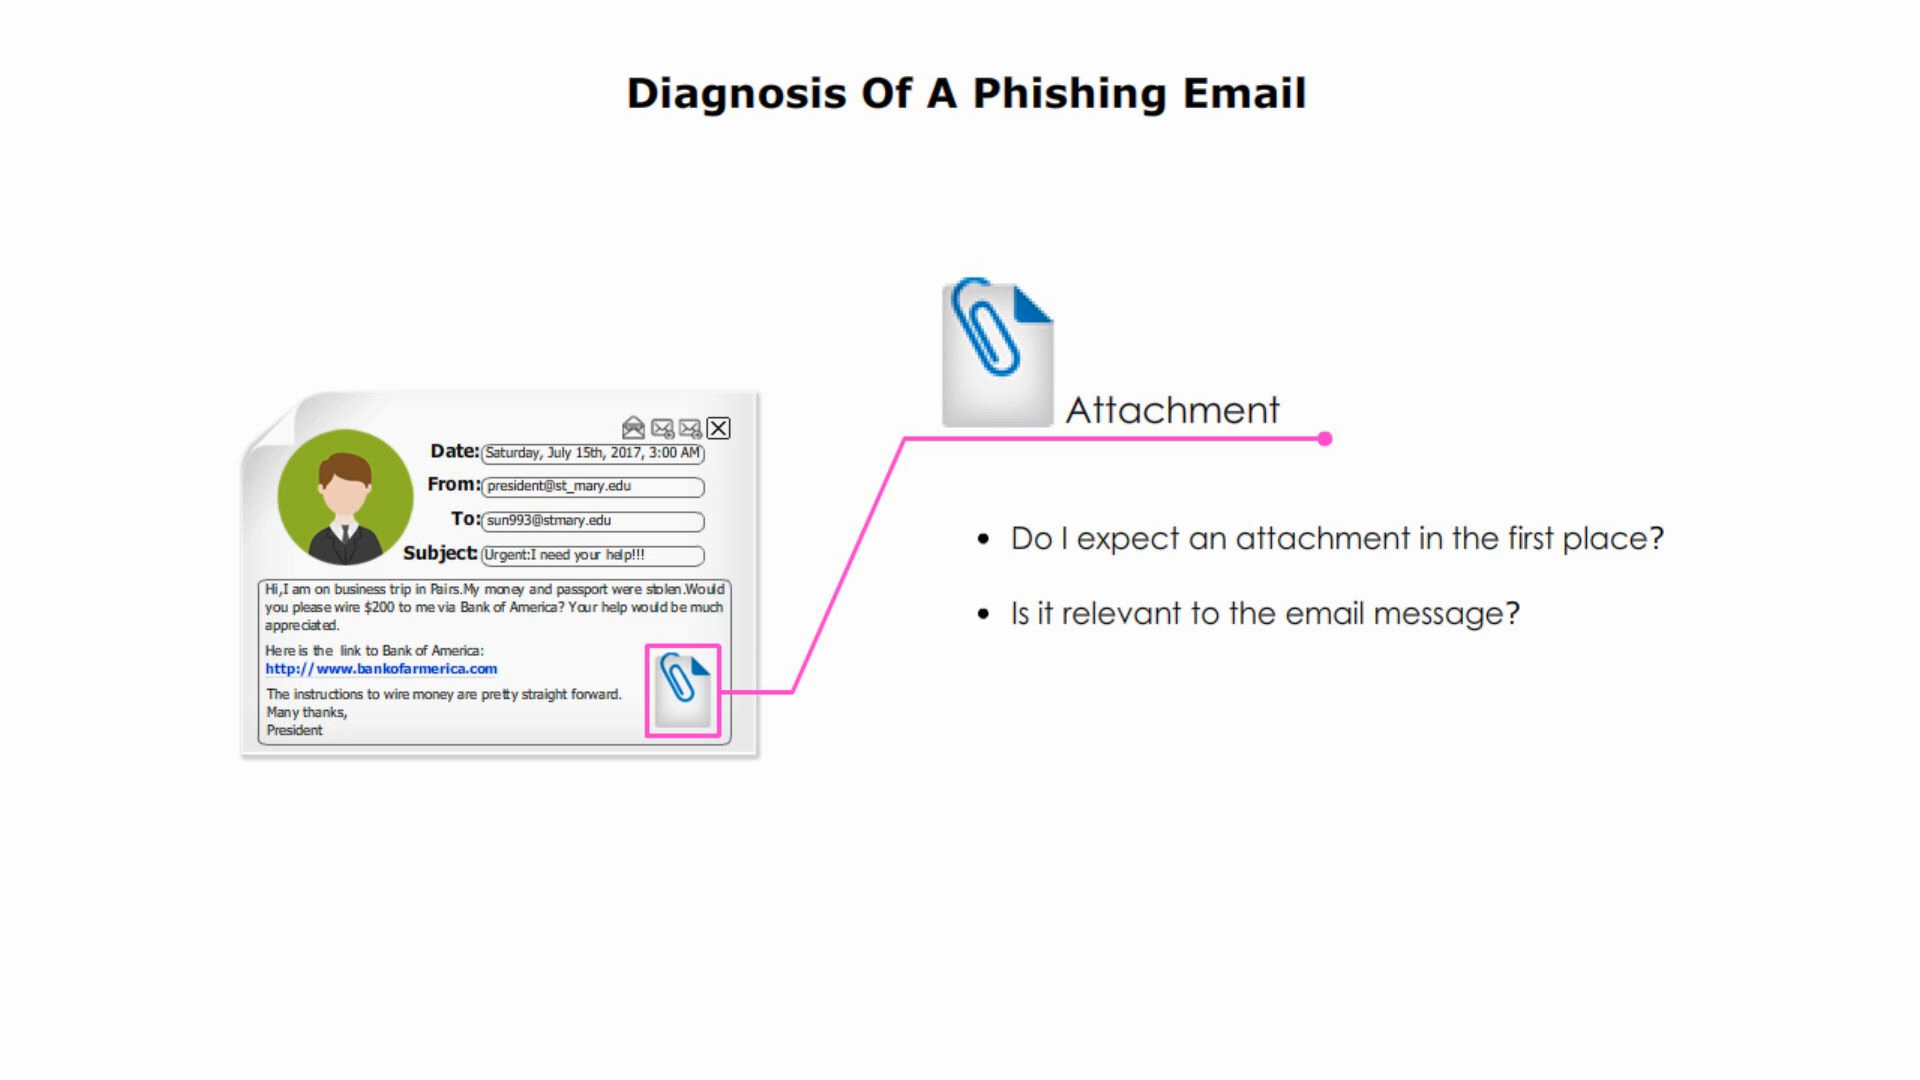 Diagnosis Of A Phishing Email
Date: Saturday, July 15th, 2017, 3:00 AM
From: president@st_mary.edu
To: sun993@stmary.edu
Subject: Urgent:I need your help!!!
Hi,I am on business trip in Pairs.My money and passport were stolen.Would
you please wire $200 to me via Bank of America? Your help would be much
appreciated.
Here is the link to Bank of America:
http://www.bankofarmerica.com
The instructions to wire money are pretty straight forward.
Many thanks,
President
Attachment
• Do I expect an attachment in the first place?
• Is it relevant to the email message?